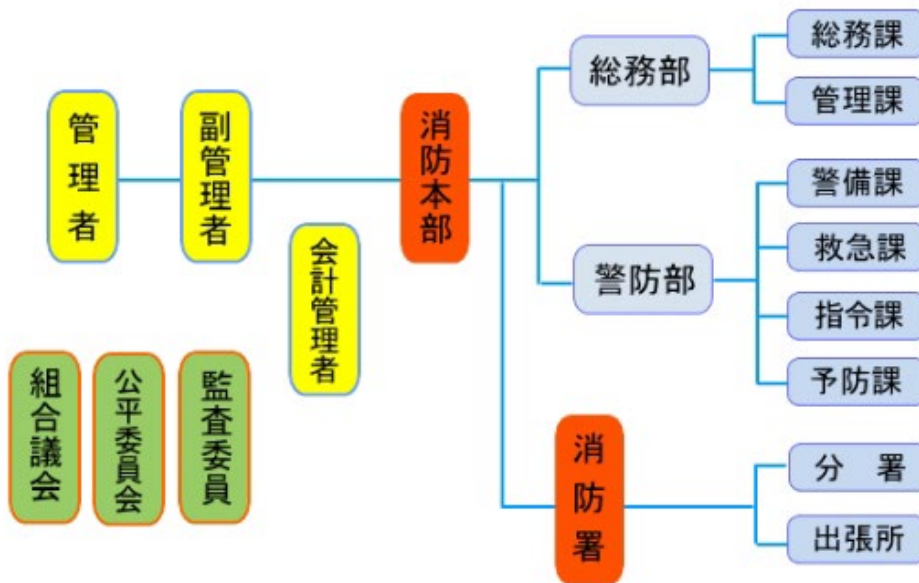 管理者
副管理者
会計管理者
組合議会
公平委員会
監査委員
消防本部
総務部
総務課
管理課
警防部
警備課
救急課
指令課
予防課
消防署
分　署
出張所